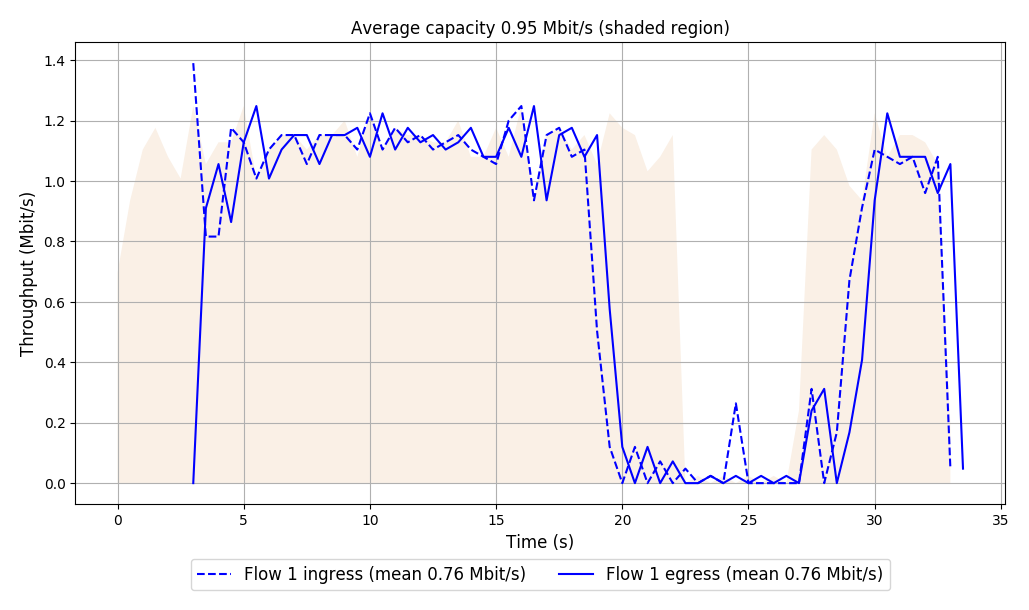 Average capacity 0.95 Mbit/s (shaded region)
Throughput (Mbit/s)
1.4
1.2
1.0
0.8
0.6
0.4
0.2
0.0
0 5 10 15 20 25 30 35
Time (s)
Flow 1 ingress (mean 0.76 Mbit/s) Flow 1 egress (mean 0.76 Mbit/s)